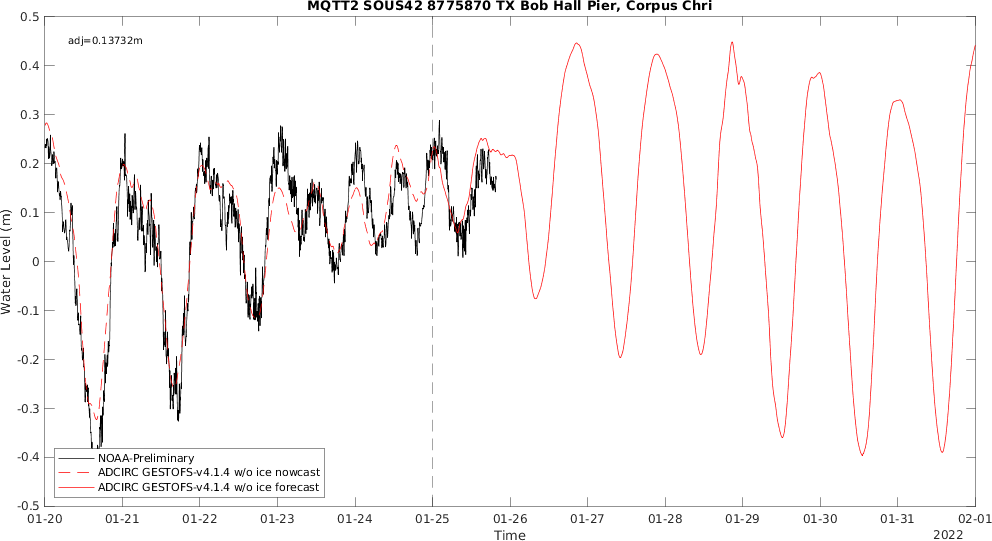 MQTT2 SOUS42 8775870 TX Bob Hall Pier, Corpus Chri
adj=0.13732m
0.5
0.4
0.3
0.2
0.1
0
-0.1
-0.2
-0.3
-0.4
-0.5
Water Level (m)
NOAA-Preliminary
ADCIRC GESTOFS-v4.1.4 w/o ice nowcast
ADCIRC GESTOFS-v4.1.4 w/o ice forecast
01-20 01-21 01-22 01-23 01-24 01-25 01-26 01-27 01-28 01-29 01-30 01-31 02-01
Time
2022